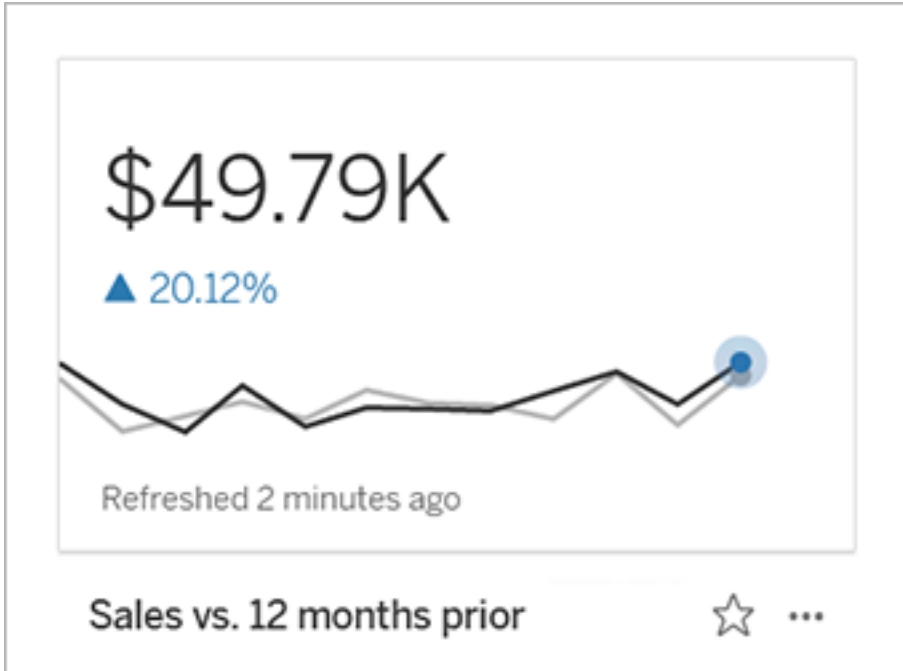 $49.79K
▲ 20.12%
Refreshed 2 minutes ago
Sales vs. 12 months prior